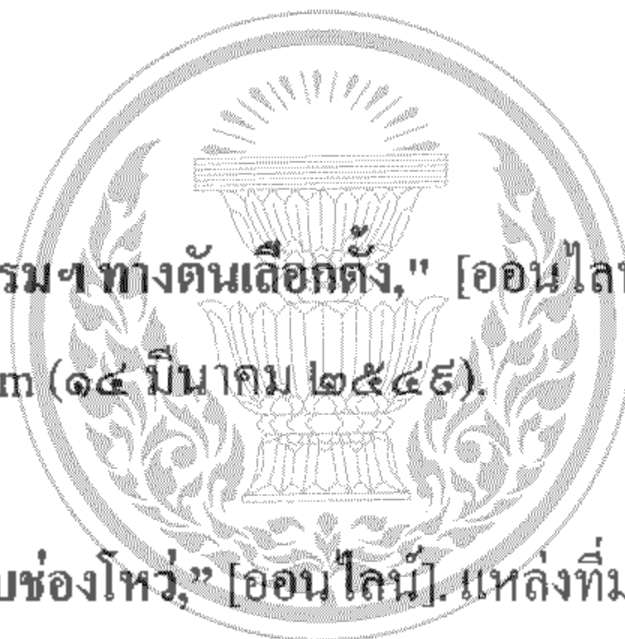 รมฯ ทางตันเลือกตั้ง," [ออนไลน
m (๑๔ มีนาคม ๒๕๔๙).
บช่องโหว่,” [ออนไลน์]. แหล่งที่ม